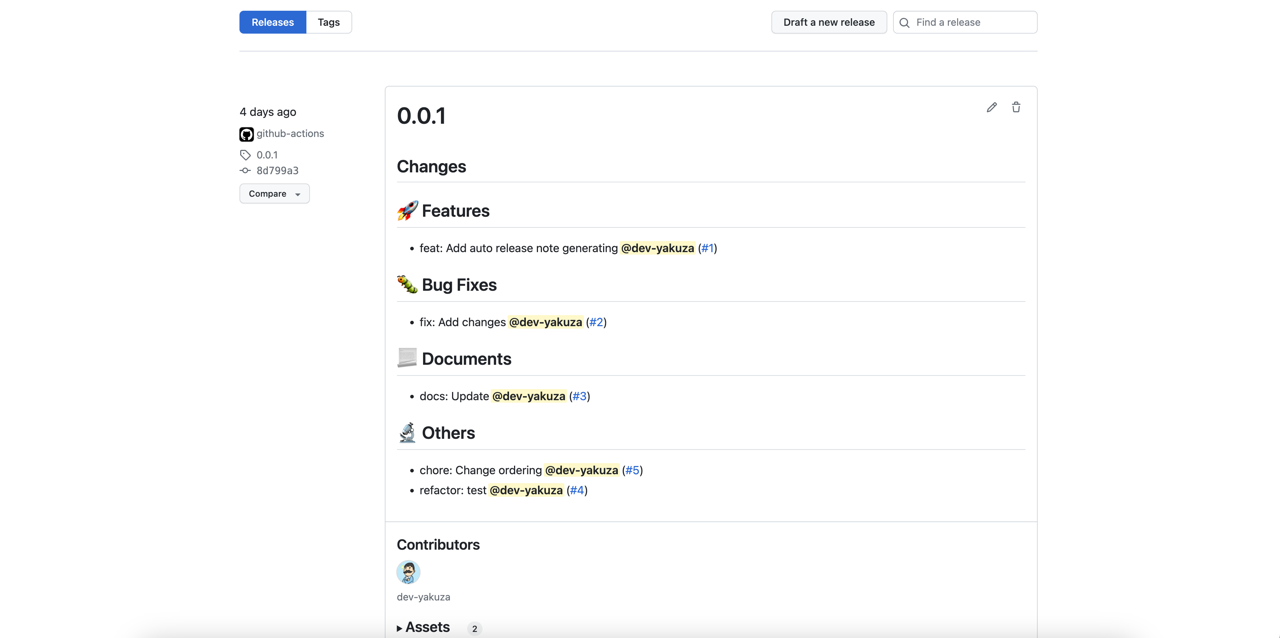 Releases Tags Draft a new release Find a release
4 days ago
github-actions
0.0.1
8d799a3
Compare
0.0.1
Changes
🚀 Features
• feat: Add auto release note generating @dev-yakuza (#1)
🐛 Bug Fixes
• fix: Add changes @dev-yakuza (#2)
Documents
• docs: Update @dev-yakuza (#3)
🔬 Others
• chore: Change ordering @dev-yakuza (#5)
• refactor: test @dev-yakuza (#4)
Contributors
dev-yakuza
▸ Assets 2